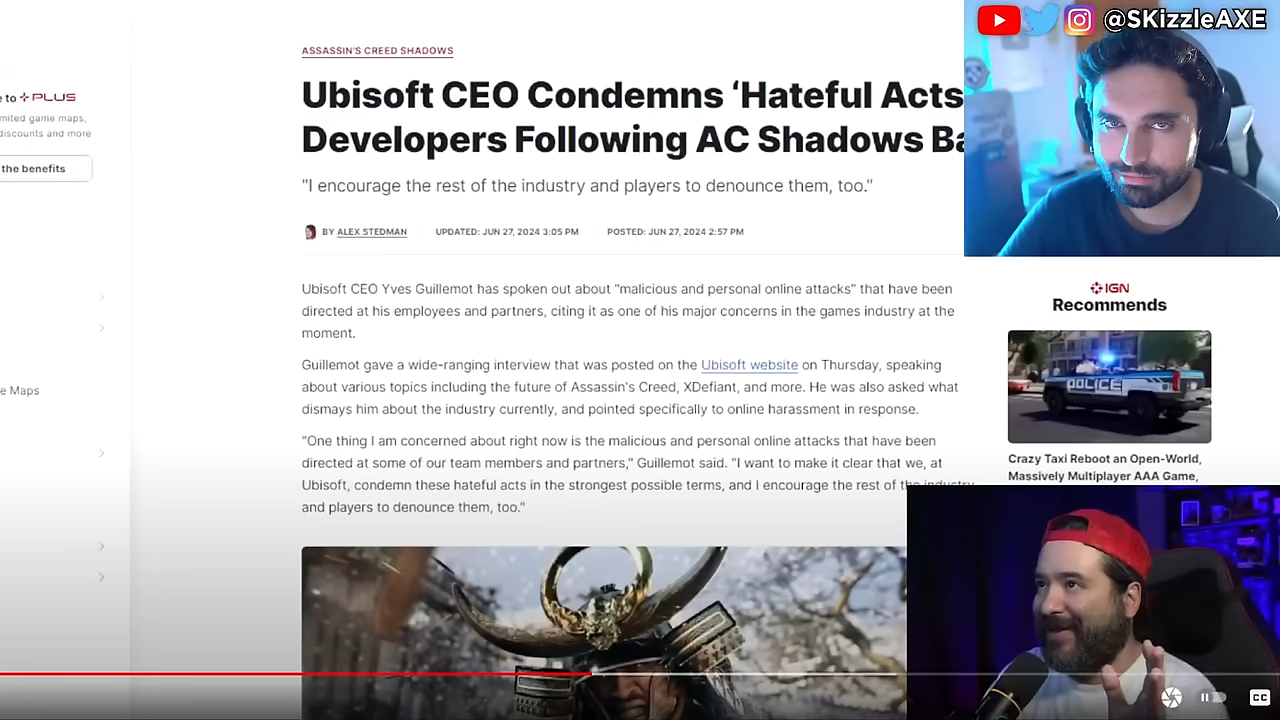 @SKizzleAXE
ASSASSIN'S CREED SHADOWS
Ubisoft CEO Condemns ‘Hateful Acts
Developers Following AC Shadows Ba
"I encourage the rest of the industry and players to denounce them, too."
BY ALEX STEDMAN UPDATED: JUN 27, 2024 3:05 PM POSTED: JUN 27, 2024 2:57 PM
e to PLUS
mited game maps,
discounts and more
the benefits
e Maps
Ubisoft CEO Yves Guillemot has spoken out about "malicious and personal online attacks" that have been
directed at his employees and partners, citing it as one of his major concerns in the games industry at the
moment.
Guillemot gave a wide-ranging interview that was posted on the Ubisoft website on Thursday, speaking
about various topics including the future of Assassin's Creed, XDefiant, and more. He was also asked what
dismays him about the industry currently, and pointed specifically to online harassment in response.
"One thing I am concerned about right now is the malicious and personal online attacks that have been
directed at some of our team members and partners," Guillemot said. "I want to make it clear that we, at
Ubisoft, condemn these hateful acts in the strongest possible terms, and I encourage the rest of the industry
and players to denounce them, too."
IGN
Recommends
POLICE
Crazy Taxi Reboot an Open-World,
Massively Multiplayer AAA Game,
CC